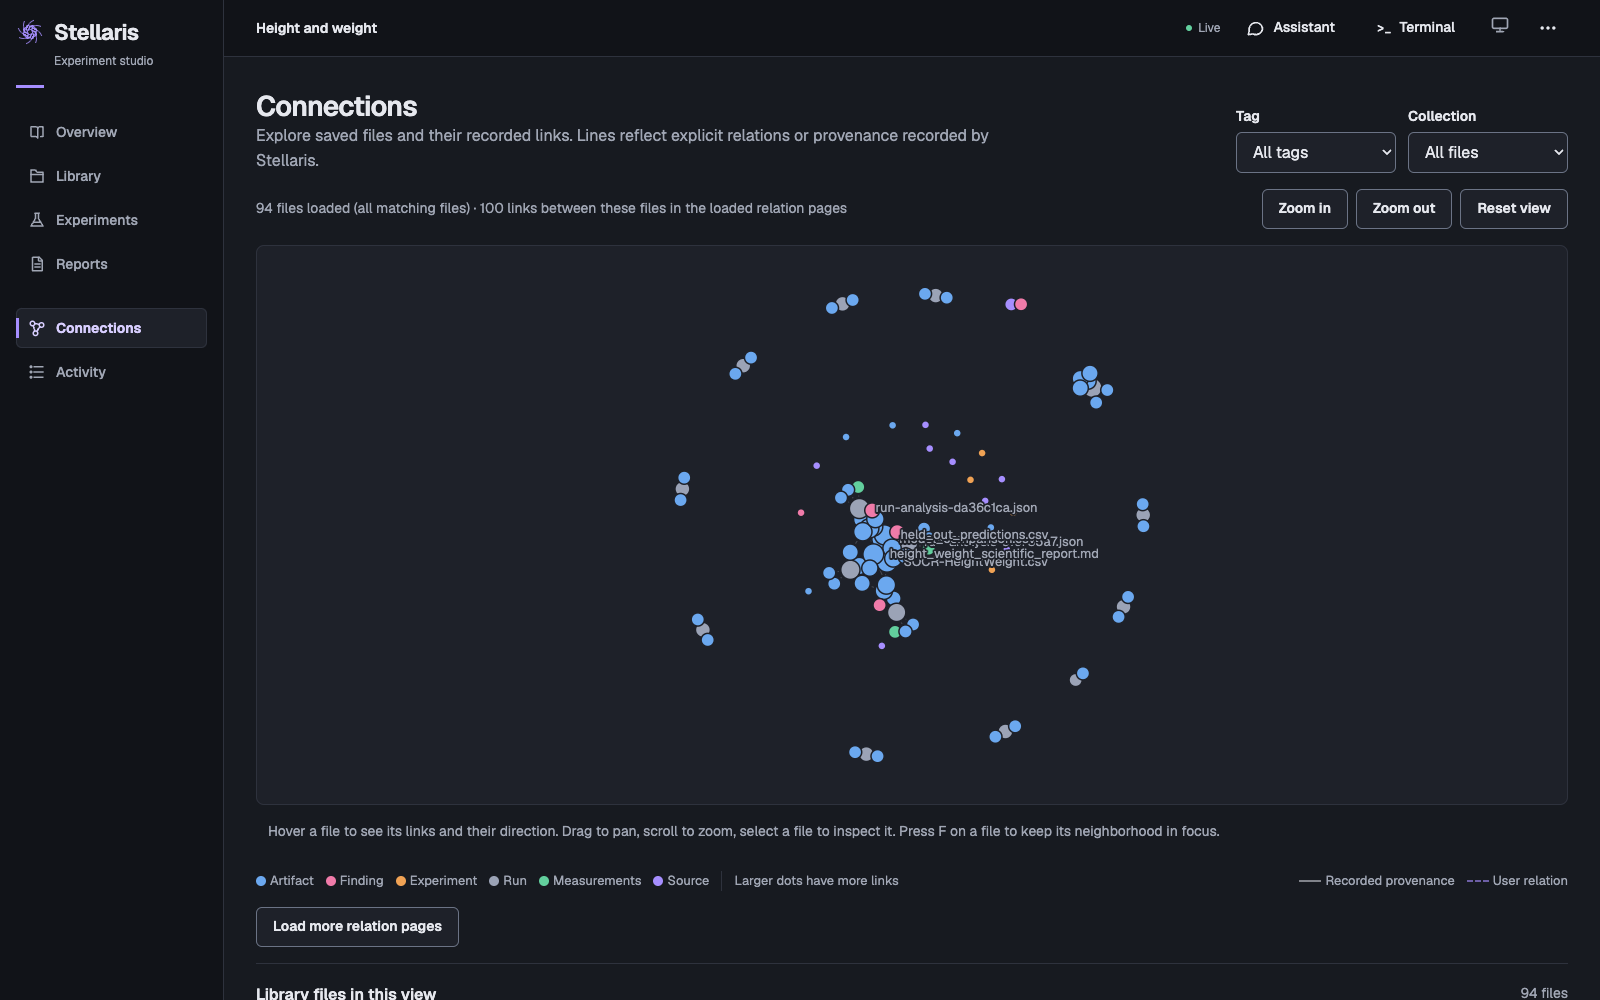 Stellaris
Experiment studio
Overview
Library
Experiments
Reports
Connections
Activity
Height and weight
Live
Assistant
>_ Terminal
Connections
Explore saved files and their recorded links. Lines reflect explicit relations or provenance recorded by
Stellaris.
Tag
All tags
Collection
All files
94 files loaded (all matching files) · 100 links between these files in the loaded relation pages
Zoom in
Zoom out
Reset view
run-analysis-da36c1ca.json
held_out_predictions.csv
a7.json
height_weight_scientific_report.md
SOCR-HeightWeight.csv
Hover a file to see its links and their direction. Drag to pan, scroll to zoom, select a file to inspect it. Press F on a file to keep its neighborhood in focus.
Artifact
Finding
Experiment
Run
Measurements
Source
Larger dots have more links
Recorded provenance
User relation
Load more relation pages
Library files in this view
94 files